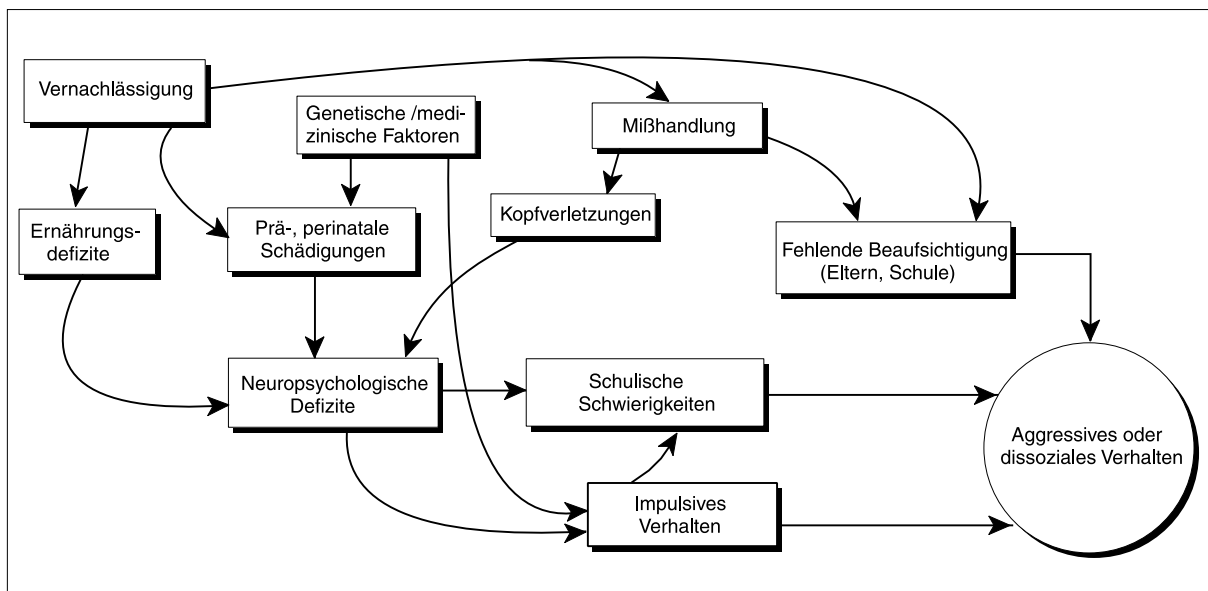 Vernachlässigung
Genetische /medi-
zinische Faktoren
Mißhandlung
Ernährungs-
defizite
Prä-, perinatale
Schädigungen
Kopfverletzungen
Fehlende Beaufsichtigung
(Eltern, Schule)
Neuropsychologische
Defizite
Schulische
Schwierigkeiten
Impulsives
Verhalten
Aggressives oder
dissoziales Verhalten